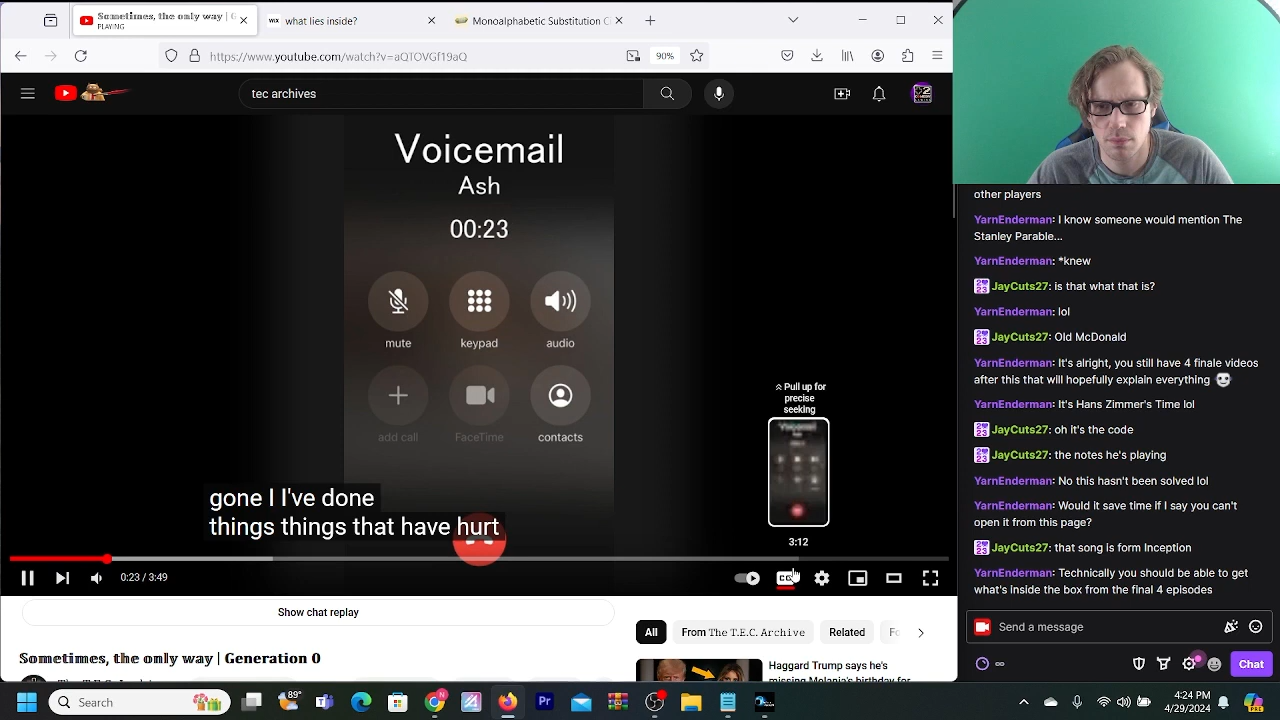 Sometimes, the only way | G
PLAYING
what lies inside?
Monoalphabetic Substitution C
https://www.youtube.com/watch?v=aQTOVGf19aQ
90%
tec archives
Voicemail
Ash
00:23
mute
keypad
audio
add call
FaceTime
contacts
gone I I've done
things things that have hurt
Pull up for
precise
seeking
3:12
0:23 / 3:49
Show chat replay
Sometimes, the only way | Generation 0
All
From The T.E.C. Archive
Related
Fo
Haggard Trump says he's
missing Melania's birthday for
other players
YarnEnderman: I know someone would mention The
Stanley Parable...
YarnEnderman: *knew
JayCuts27: is that what that is?
YarnEnderman: lol
JayCuts27: Old McDonald
YarnEnderman: It's alright, you still have 4 finale videos
after this that will hopefully explain everything
YarnEnderman: It's Hans Zimmer's Time lol
JayCuts27: oh It's the code
JayCuts27: the notes he's playing
YarnEnderman: No this hasn't been solved lol
YarnEnderman: Would it save time if I say you can't
open it from this page?
JayCuts27: that song is form Inception
YarnEnderman: Technically you should be able to get
what's Inside the box from the final 4 episodes
Send a message
Chat
Search
89°
4:24 PM
4/29/2024